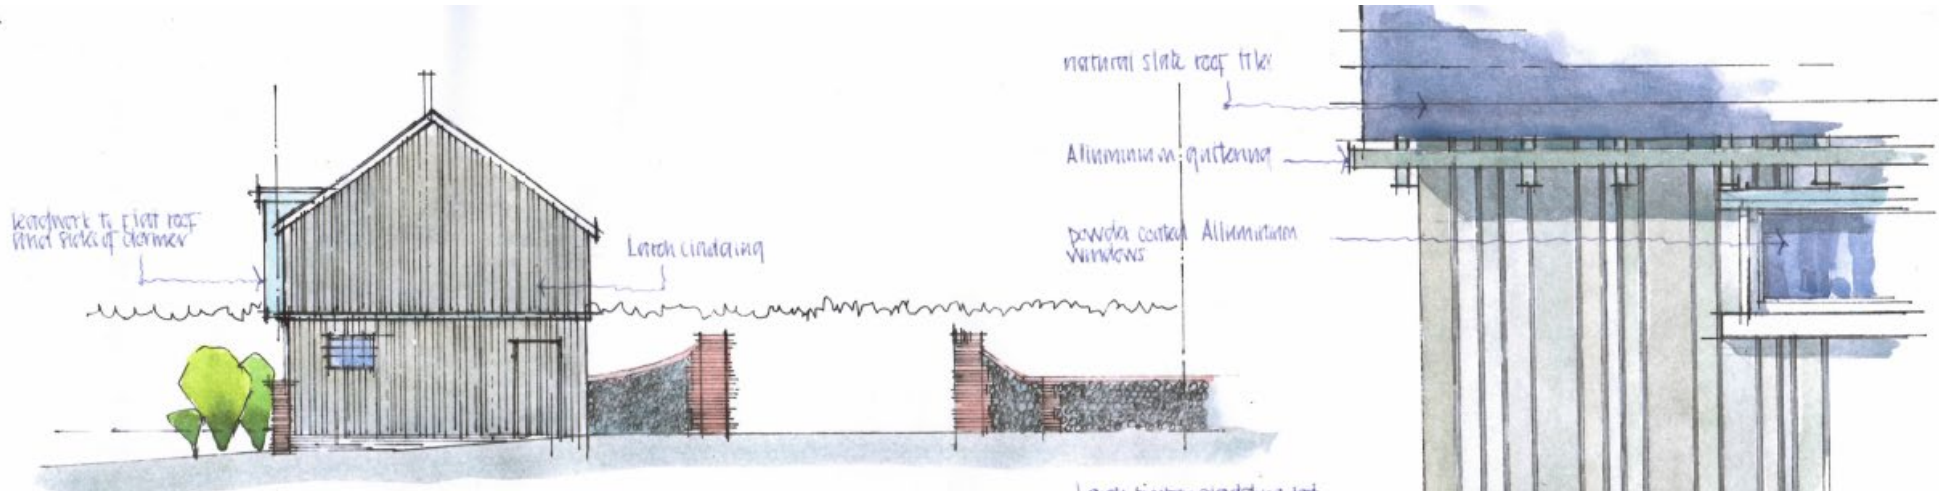 leadwork to flat roof
and sides of dormer
Larch cladding
natural slate roof tiles
Aluminium guttering
powder coated Alluminium
windows